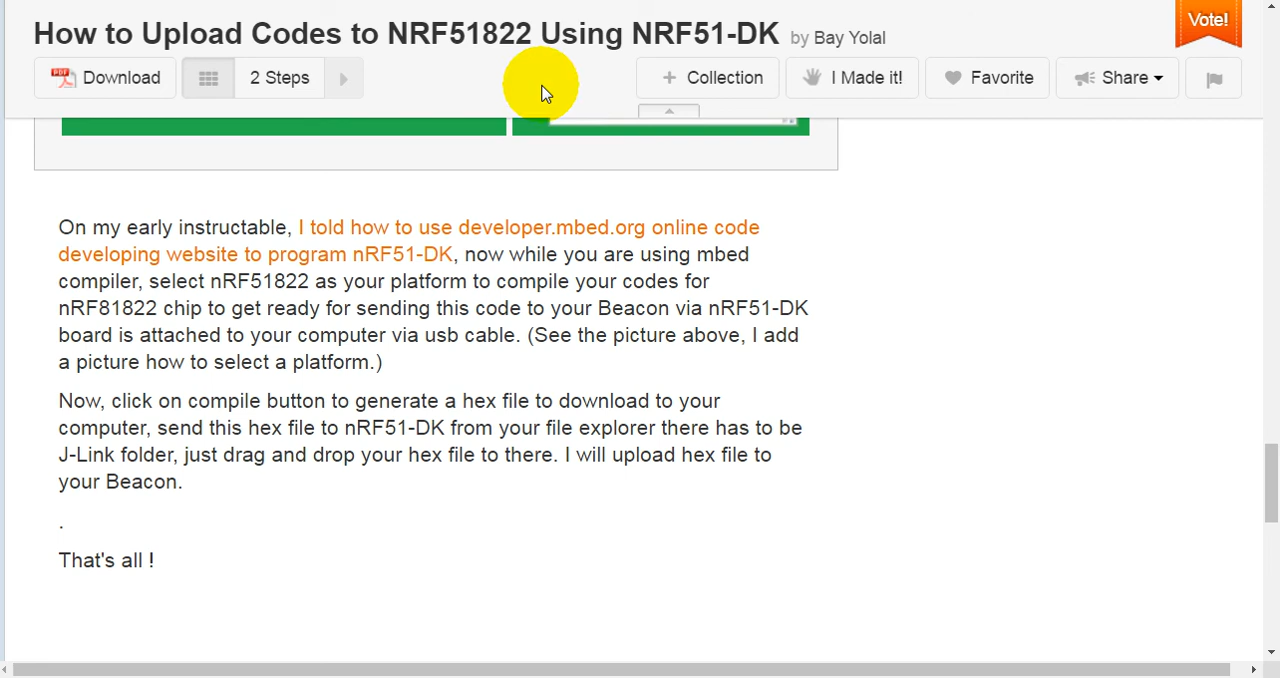 How to Upload Codes to NRF51822 Using NRF51-DK by Bay Yolal
Vote!
Download 2 Steps + Collection I Made it! Favorite Share
On my early instructable, I told how to use developer.mbed.org online code
developing website to program nRF51-DK, now while you are using mbed
compiler, select nRF51822 as your platform to compile your codes for
nRF81822 chip to get ready for sending this code to your Beacon via nRF51-DK
board is attached to your computer via usb cable. (See the picture above, I add
a picture how to select a platform.)
Now, click on compile button to generate a hex file to download to your
computer, send this hex file to nRF51-DK from your file explorer there has to be
J-Link folder, just drag and drop your hex file to there. I will upload hex file to
your Beacon.
.
That's all !